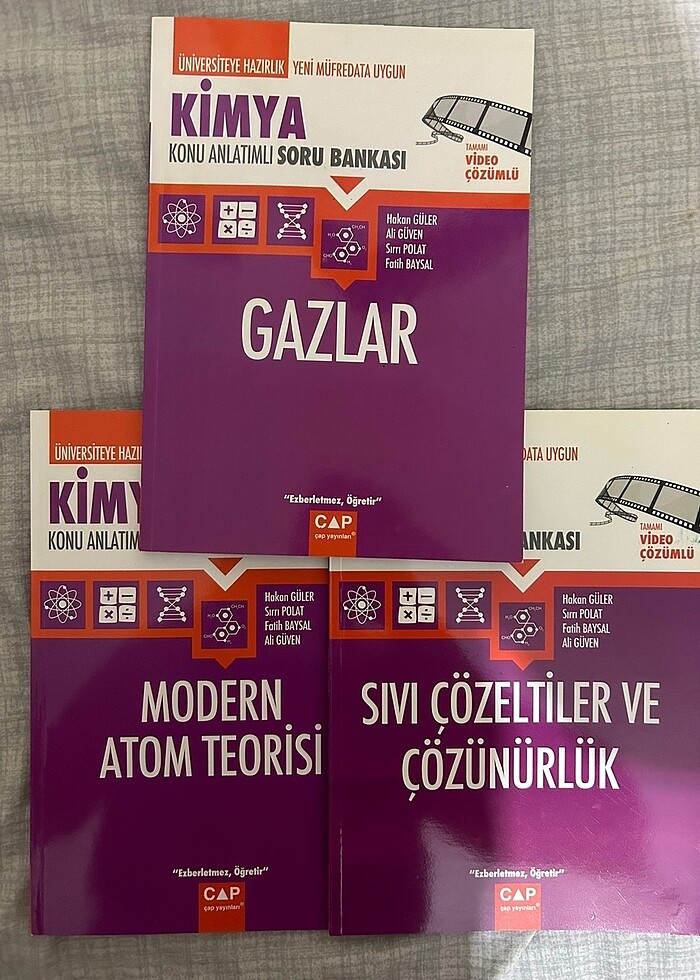 ÜNİVERSİTEYE HAZIRLIK YENİ MÜFREDATA UYGUN
KİMYA
KONU ANLATIMLI SORU BANKASI
TAMAMI
VİDEO
ÇÖZÜMLÜ
Hakan GÜLER
Ali GÜVEN
Sırrı POLAT
Fatih BAYSAL
GAZLAR
"Ezberletmez, Öğretir"
ÇAP
çap yayınları®
ÜNİVERSİTEYE HAZI
KİMY
KONU ANLATIM
Hakan GÜLER
Sırrı POLAT
Fatih BAYSAL
Ali GÜVEN
MODERN
ATOM TEORİSİ
"Ezberletmez, Öğretir"
ÇAP
çap yayınları®
DATA UYGUN
BANKASI
TAMAMI
VİDEO
ÇÖZÜMLÜ
Hakan GÜLER
Sırrı POLAT
Fatih BAYSAL
Ali GÜVEN
SIVI ÇÖZELTİLER VE
ÇÖZÜNÜRLÜK
"Ezberletmez, Öğretir"
ÇAP
çap yayınları®